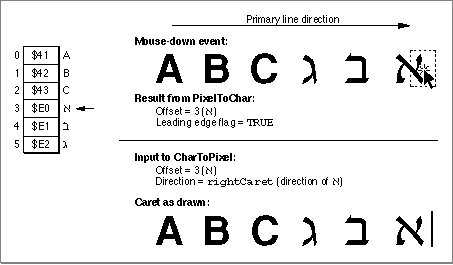 Primary line direction
Mouse-down event:
0 $41 A
1 $42 B
2 $43 C
3 $E0 א
4 $E1 ב
5 $E2 ג
A B C ג ב א
Result from PixelToChar:
Offset = 3 (א)
Leading edge flag = TRUE
Input to CharToPixel:
Offset = 3 (א)
Direction = rightCaret (direction of א)
Caret as drawn:
A B C ג ב א